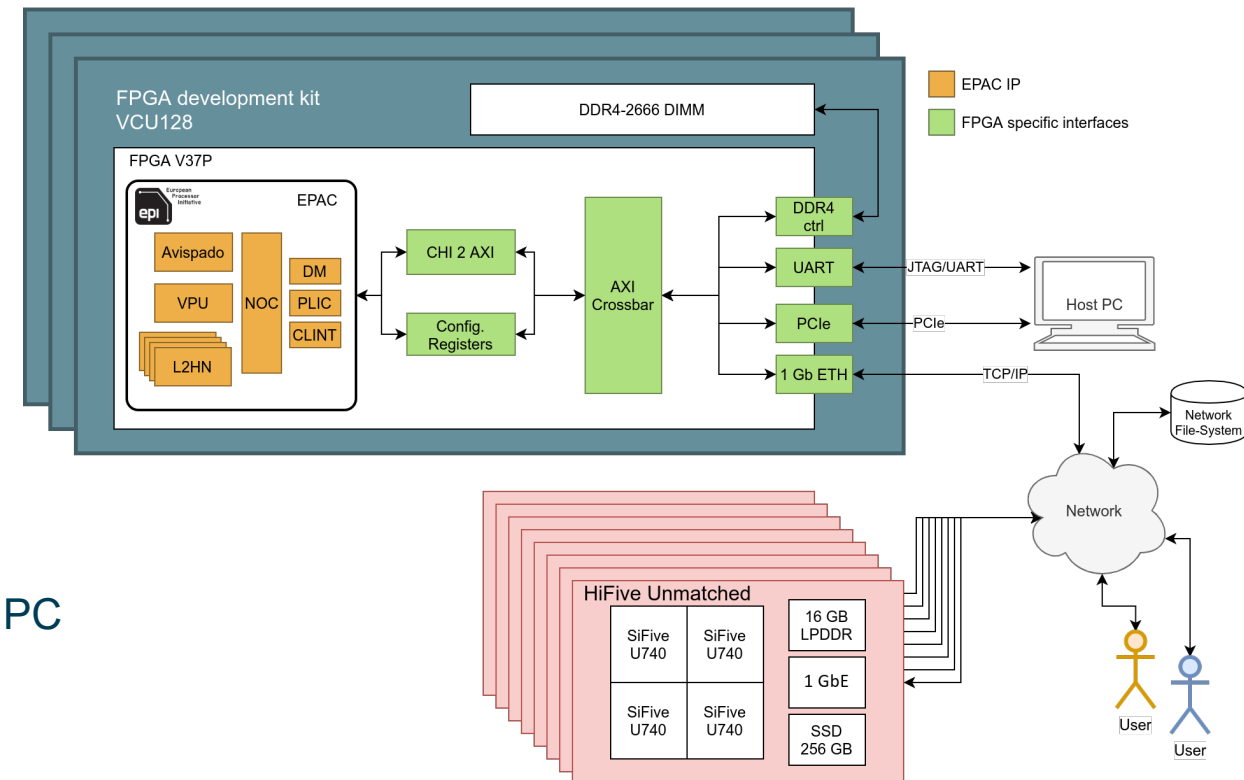 FPGA development kit
VCU128
DDR4-2666 DIMM
EPAC IP
FPGA specific interfaces
FPGA V37P
European
Processor
Initiative
epi
EPAC
Avispado
VPU
L2HN
NOC
DM
PLIC
CLINT
CHI 2 AXI
Config.
Registers
AXI
Crossbar
DDR4
ctrl
UART
PCIe
1 Gb ETH
JTAG/UART
PCIe
TCP/IP
Host PC
Network
File-System
Network
User
User
PC
HiFive Unmatched
SiFive
U740
SiFive
U740
SiFive
U740
SiFive
U740
16 GB
LPDDR
1 GbE
SSD
256 GB